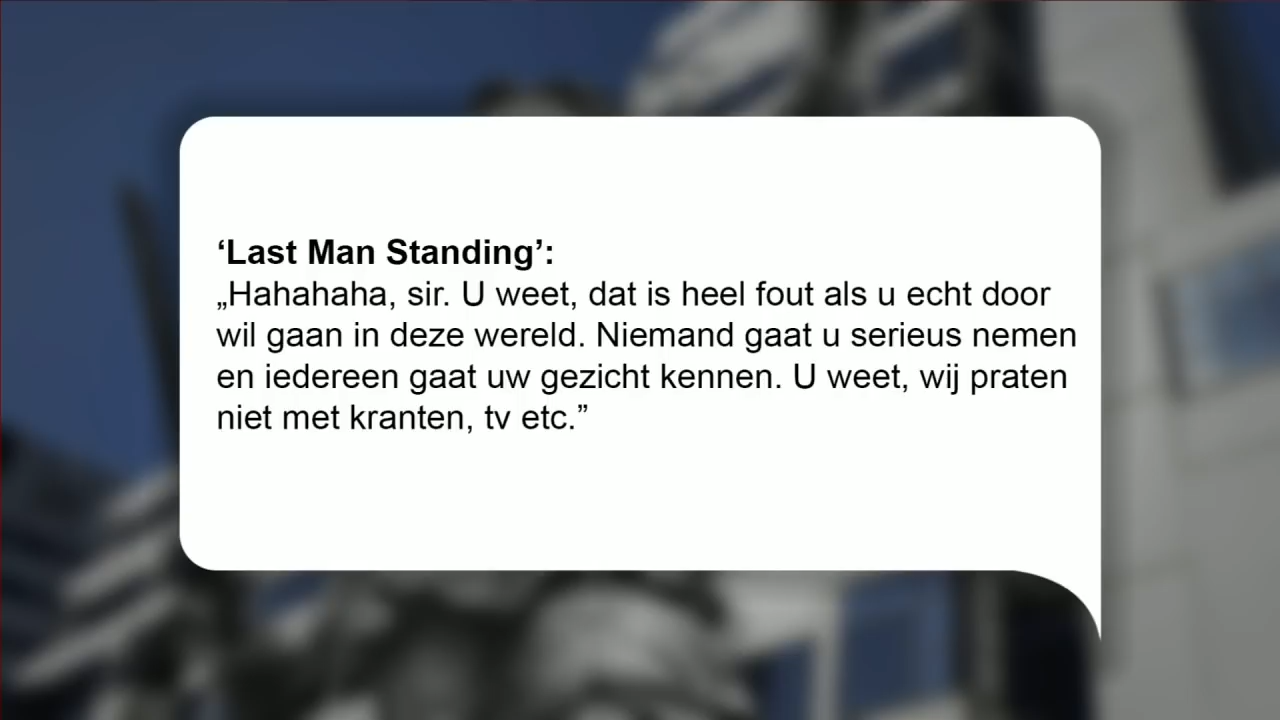 ‘Last Man Standing’:
„Hahahaha, sir. U weet, dat is heel fout als u echt door
wil gaan in deze wereld. Niemand gaat u serieus nemen
en iedereen gaat uw gezicht kennen. U weet, wij praten
niet met kranten, tv etc.”